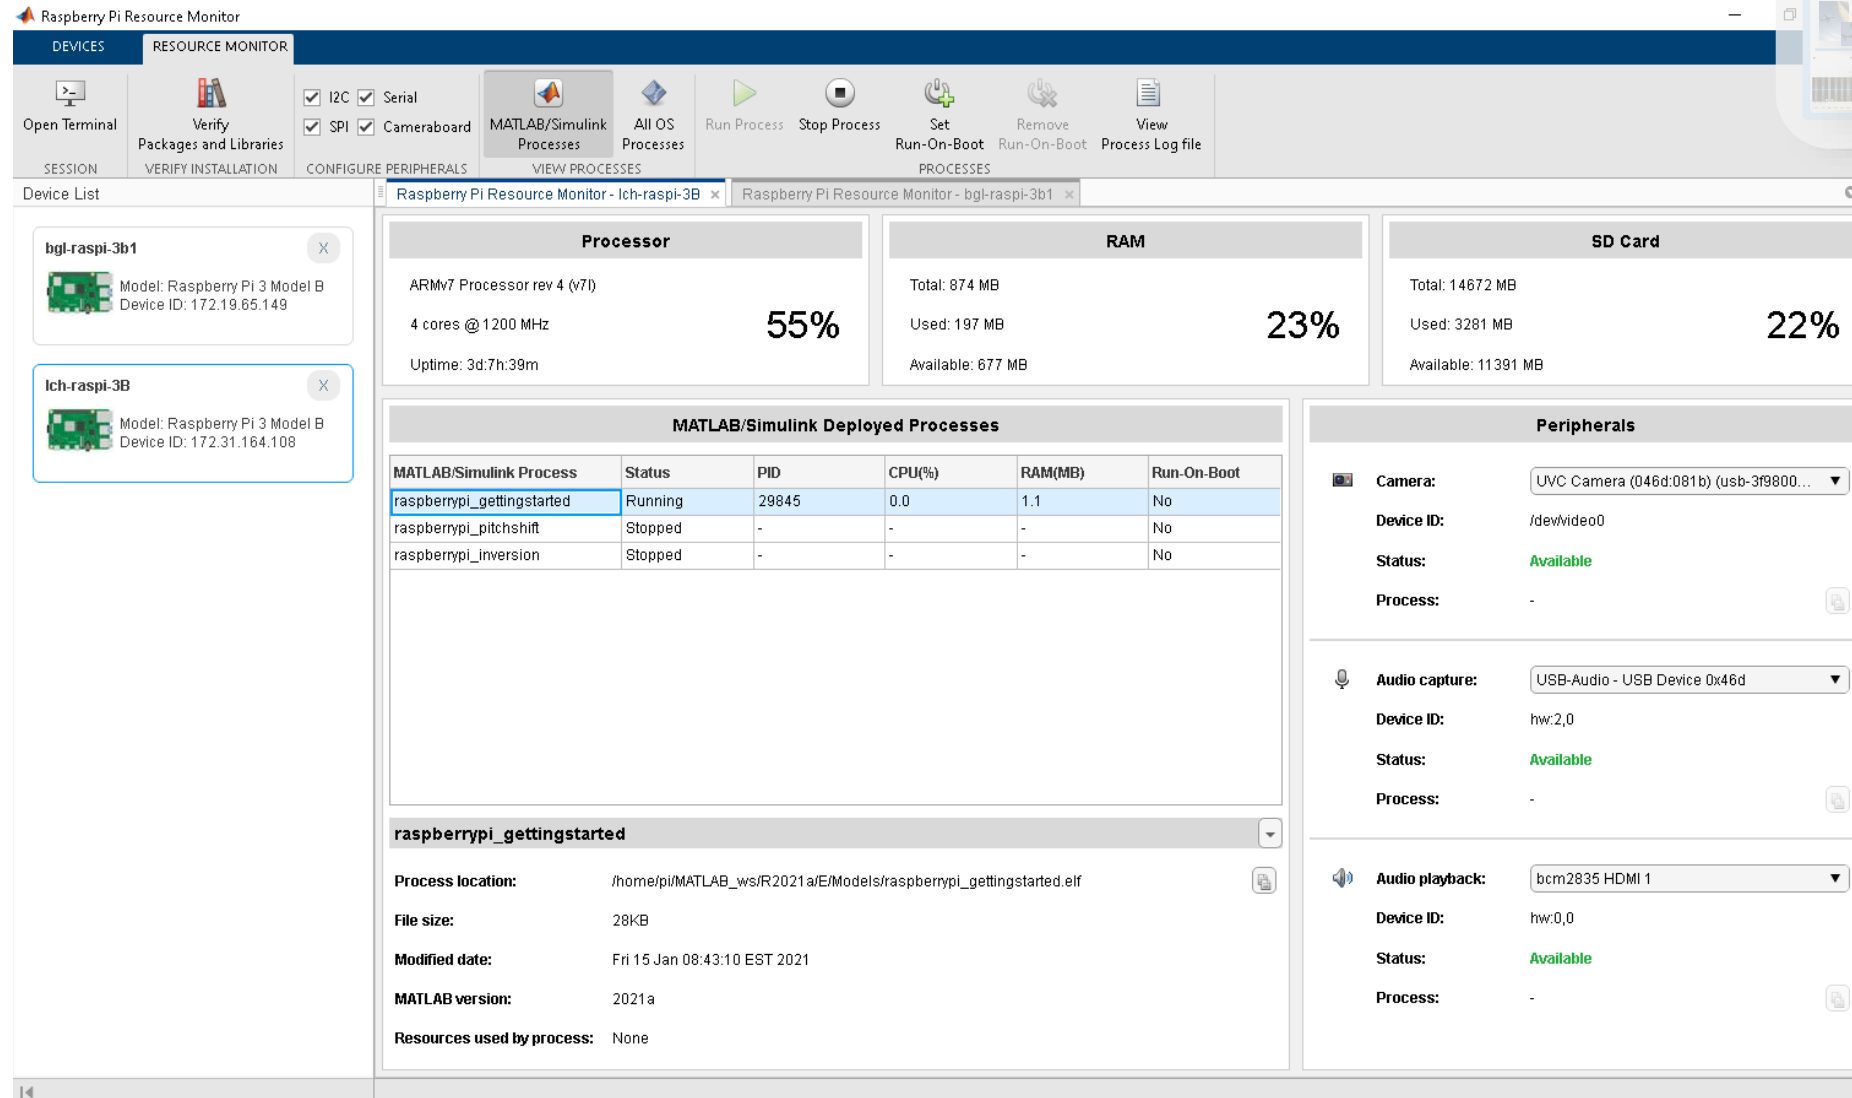 Raspberry Pi Resource Monitor
DEVICES
RESOURCE MONITOR
Open Terminal
Verify
Packages and Libraries
I2C
Serial
SPI
Cameraboard
MATLAB/Simulink
Processes
All OS
Processes
Run Process
Stop Process
Set
Run-On-Boot
Remove
Run-On-Boot
View
Process Log file
SESSION
VERIFY INSTALLATION
CONFIGURE PERIPHERALS
VIEW PROCESSES
PROCESSES
Device List
Raspberry Pi Resource Monitor - lch-raspi-3B ×
Raspberry Pi Resource Monitor - bgl-raspi-3b1 ×
bgl-raspi-3b1
X
Model: Raspberry Pi 3 Model B
Device ID: 172.19.65.149
lch-raspi-3B
X
Model: Raspberry Pi 3 Model B
Device ID: 172.31.164.108
Processor
ARMv7 Processor rev 4 (v7l)
4 cores @ 1200 MHz
Uptime: 3d:7h:39m
55%
RAM
Total: 874 MB
Used: 197 MB
Available: 677 MB
23%
SD Card
Total: 14672 MB
Used: 3281 MB
Available: 11391 MB
22%
MATLAB/Simulink Deployed Processes
MATLAB/Simulink Process Status PID CPU(%) RAM(MB) Run-On-Boot
raspberrypi_gettingstarted Running 29845 0.0 1.1 No
raspberrypi_pitchshift Stopped - - - No
raspberrypi_inversion Stopped - - - No
raspberrypi_gettingstarted
Process location: /home/pi/MATLAB_ws/R2021a/E/Models/raspberrypi_gettingstarted.elf
File size: 28KB
Modified date: Fri 15 Jan 08:43:10 EST 2021
MATLAB version: 2021a
Resources used by process: None
Peripherals
Camera: UVC Camera (046d:081b) (usb-3f9800...
Device ID: /dev/video0
Status: Available
Process: -
Audio capture: USB-Audio - USB Device 0x46d
Device ID: hw:2,0
Status: Available
Process: -
Audio playback: bcm2835 HDMI 1
Device ID: hw:0,0
Status: Available
Process: -